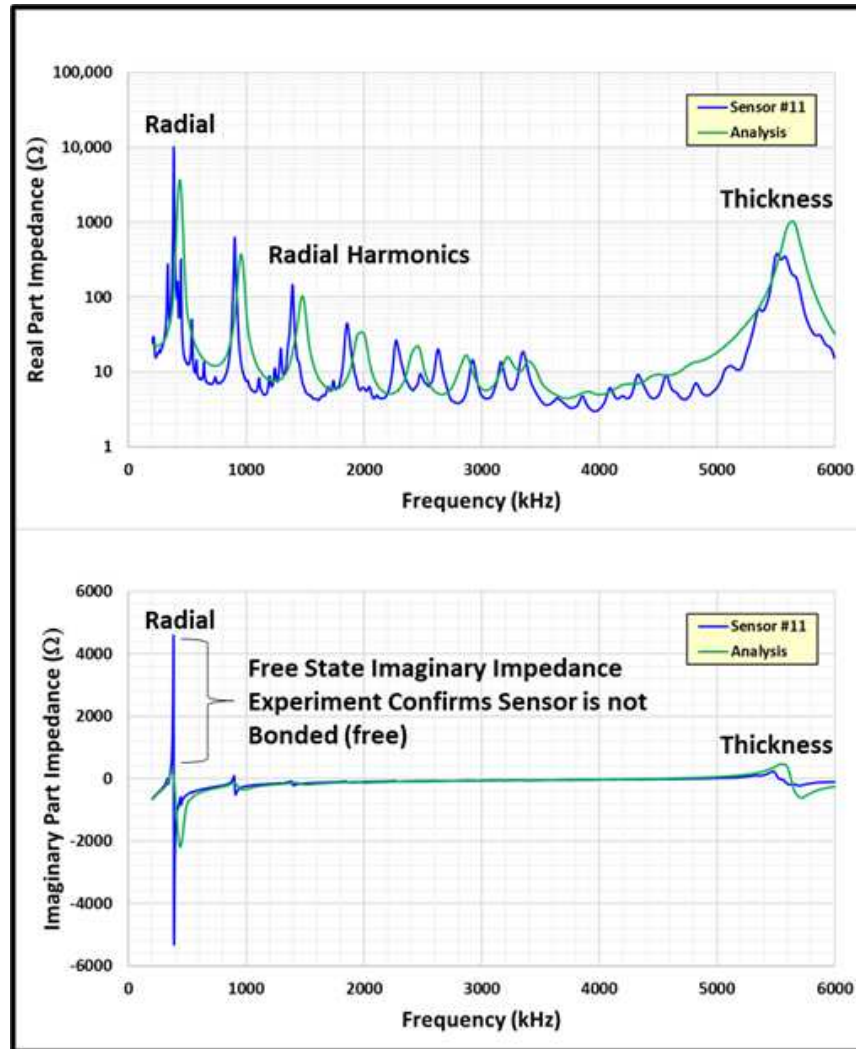 100,000
10,000
1000
100
10
1
Real Part Impedance (Ω)
Radial
Radial Harmonics
Thickness
Sensor #11
Analysis
0 1000 2000 3000 4000 5000 6000
Frequency (kHz)
6000
4000
2000
0
-2000
-4000
-6000
Imaginary Part Impedance (Ω)
Radial
Free State Imaginary Impedance
Experiment Confirms Sensor is not
Bonded (free)
Thickness
Sensor #11
Analysis
0 1000 2000 3000 4000 5000 6000
Frequency (kHz)